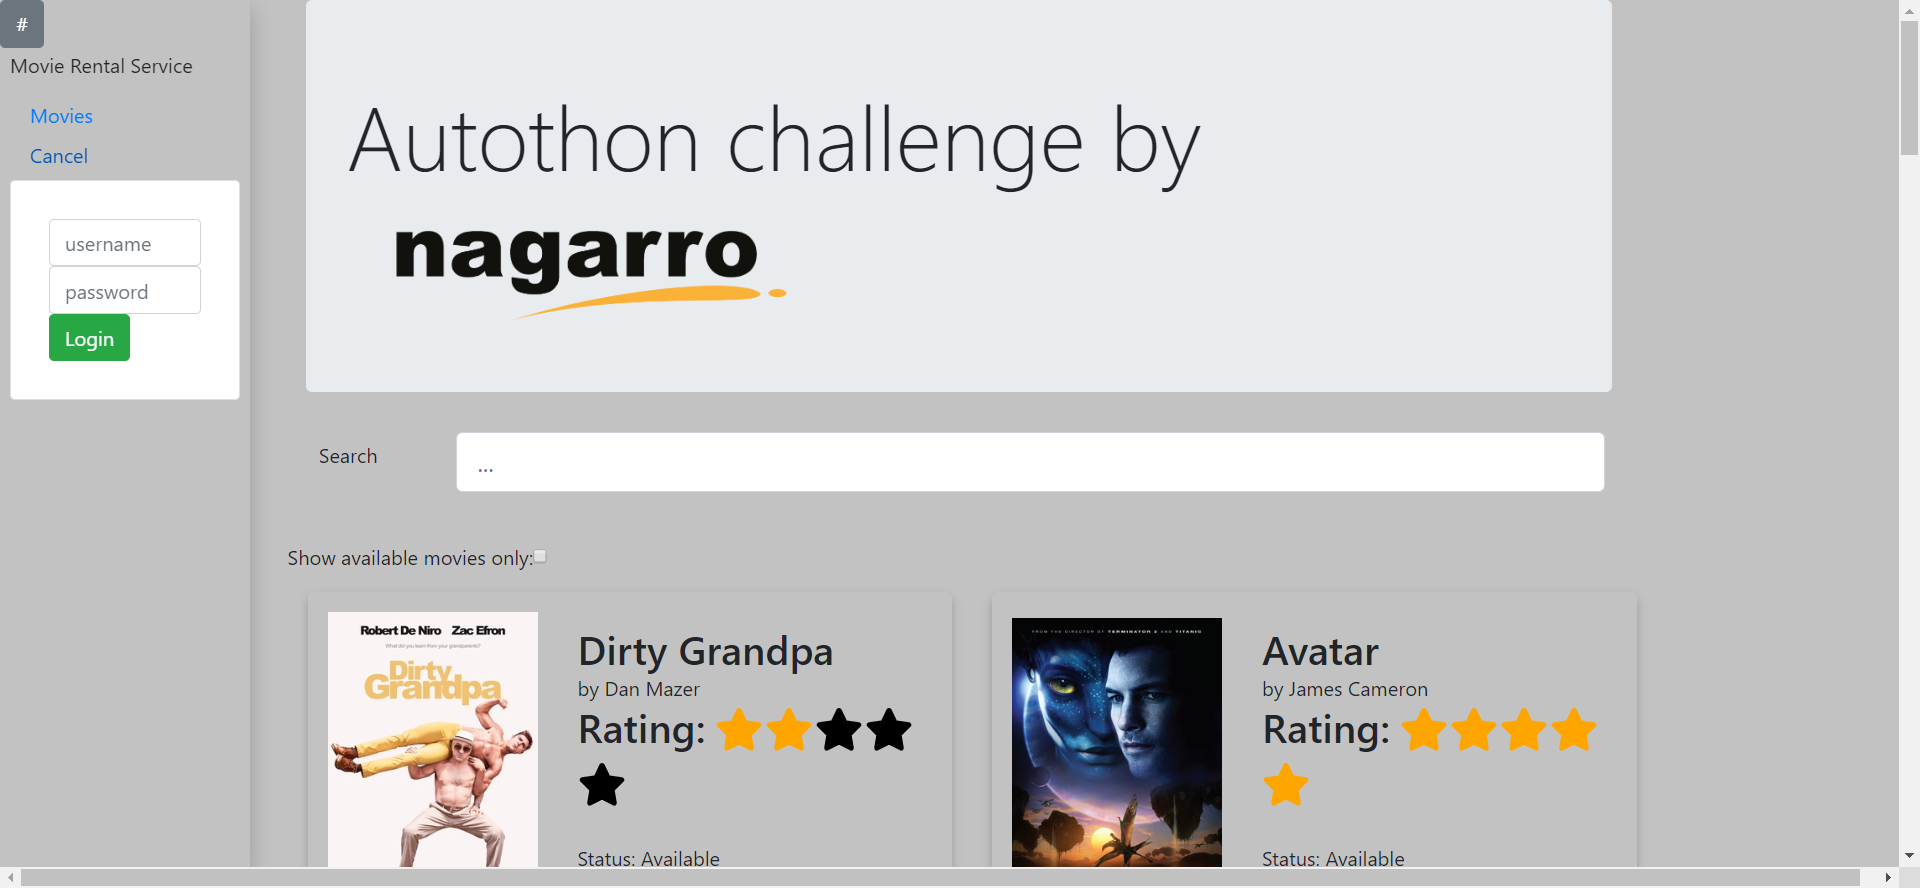 #
Movie Rental Service
Movies
Cancel
username
password
Login
Autothon challenge by
nagarro
Search
...
Show available movies only:
Robert De Niro Zac Efron
What did you learn from your grandparents?
Dirty
Grandpa
Dirty Grandpa
by Dan Mazer
Rating:
Status: Available
FROM THE DIRECTOR OF TERMINATOR 2 AND TITANIC
Avatar
by James Cameron
Rating:
Status: Available